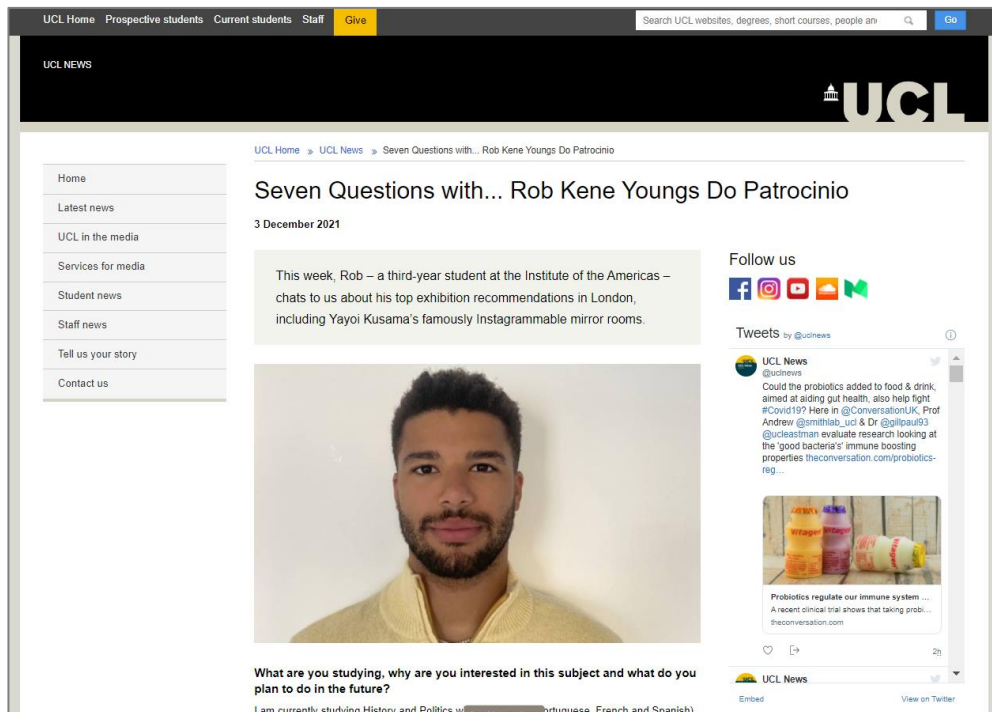 UCL Home Prospective students Current students Staff Give
Search UCL websites, degrees, short courses, people an
Go
UCL NEWS
UCL
UCL Home » UCL News » Seven Questions with... Rob Kene Youngs Do Patrocinio
Home
Latest news
UCL in the media
Services for media
Student news
Staff news
Tell us your story
Contact us
Seven Questions with... Rob Kene Youngs Do Patrocinio
3 December 2021
This week, Rob – a third-year student at the Institute of the Americas –
chats to us about his top exhibition recommendations in London,
including Yayoi Kusama's famously Instagrammable mirror rooms.
What are you studying, why are you interested in this subject and what do you
plan to do in the future?
I am currently studying History and Politics w ortuguese, French and Spanish)
Follow us
Tweets by @uclnews
UCL News
@uclnews
Could the probiotics added to food & drink,
aimed at aiding gut health, also help fight
#Covid19? Here in @ConversationUK, Prof
Andrew @smithlab_ucl & Dr @gillpaul93
@ucleastman evaluate research looking at
the 'good bacteria's' immune boosting
properties theconversation.com/probiotics-
reg…
Probiotics regulate our immune system ...
A recent clinical trial shows that taking probi...
theconversation.com
2h
UCL News
Embed
View on Twitter